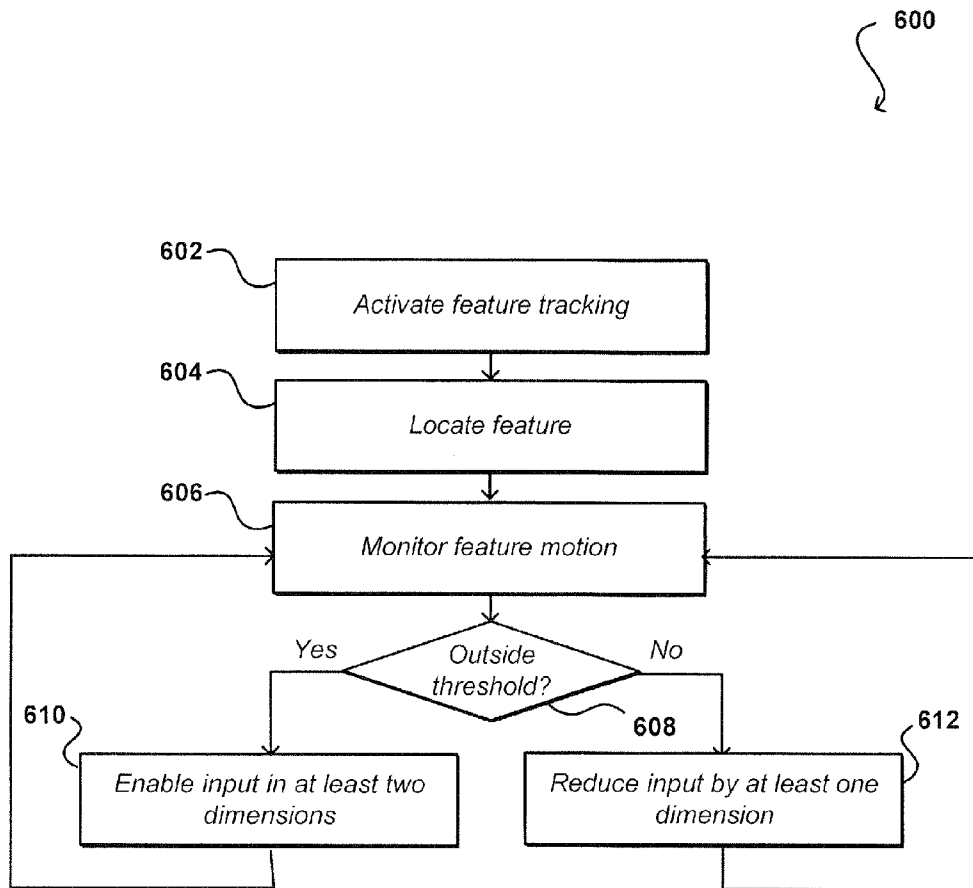 600
602
Activate feature tracking
604
Locate feature
606
Monitor feature motion
Yes
Outside
threshold?
No
608
610
Enable input in at least two
dimensions
612
Reduce input by at least one
dimension